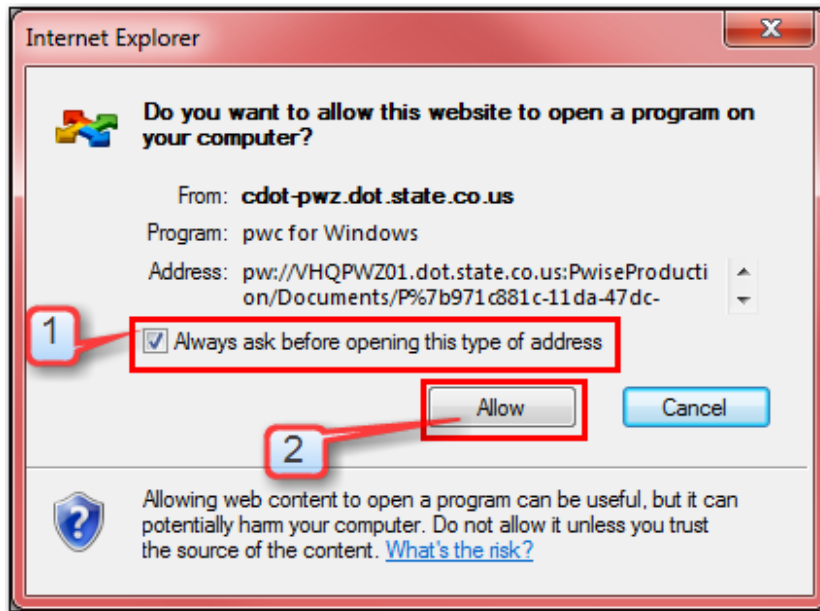 Internet Explorer
Do you want to allow this website to open a program on
your computer?
From: cdot-pwz.dot.state.co.us
Program: pwc for Windows
Address: pw://VHQPWZ01.dot.state.co.us:PwiseProducti
on/Documents/P%7b971c881c-11da-47dc-
1
Always ask before opening this type of address
Allow
Cancel
2
Allowing web content to open a program can be useful, but it can
potentially harm your computer. Do not allow it unless you trust
the source of the content. What's the risk?